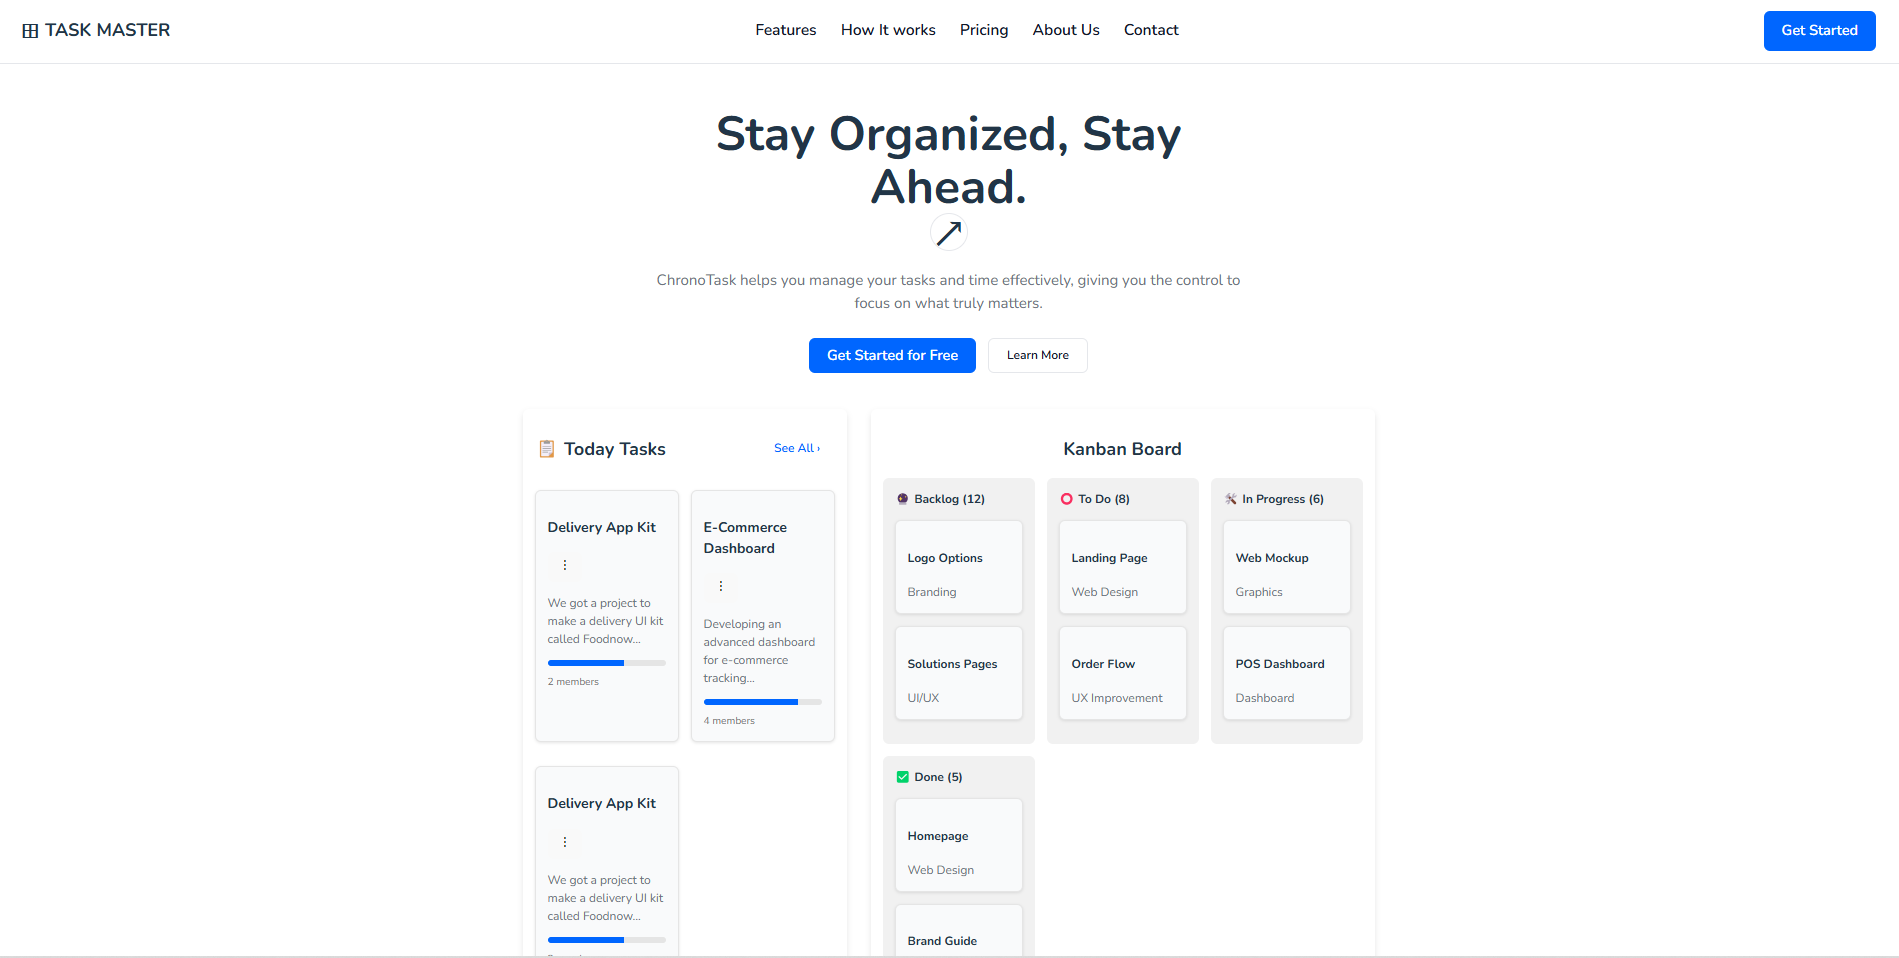 TASK MASTER
Features
How It works
Pricing
About Us
Contact
Get Started
Stay Organized, Stay
Ahead.
ChronoTask helps you manage your tasks and time effectively, giving you the control to
focus on what truly matters.
Get Started for Free
Learn More
Today Tasks
See All ›
Delivery App Kit
We got a project to
make a delivery UI kit
called Foodnow...
2 members
E-Commerce
Dashboard
Developing an
advanced dashboard
for e-commerce
tracking...
4 members
Delivery App Kit
We got a project to
make a delivery UI kit
called Foodnow...
Kanban Board
Backlog (12)
Logo Options
Branding
Solutions Pages
UI/UX
To Do (8)
Landing Page
Web Design
Order Flow
UX Improvement
In Progress (6)
Web Mockup
Graphics
POS Dashboard
Dashboard
Done (5)
Homepage
Web Design
Brand Guide